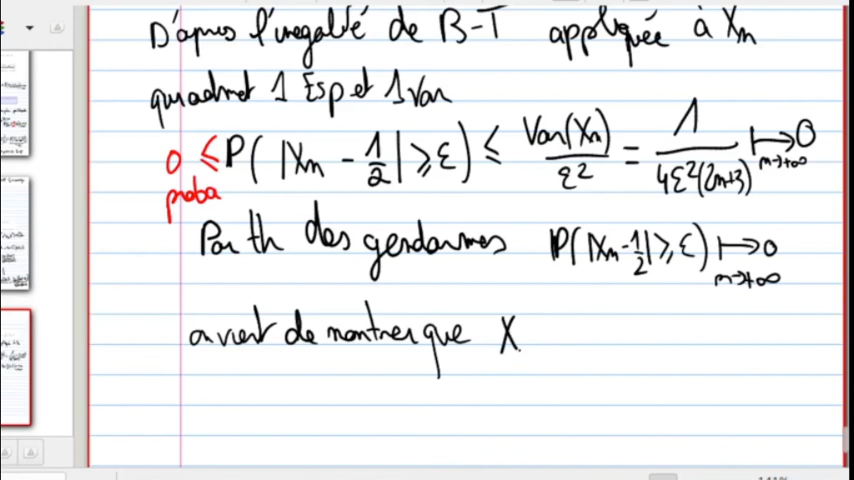 D'après l'inégalité de B-T appliquée à Xn
qui admet 1 Esp et 1 Var
0 ≤ P( |Xn - 1/2| ≥ ε) ≤ Var(Xn)/ε² = 1/(4ε²(2n+3)) ↦ 0 n→+∞
proba
Par th des gendarmes P( |Xn - 1/2| ≥ ε) ↦ 0 n→+∞
on vient de montrer que X